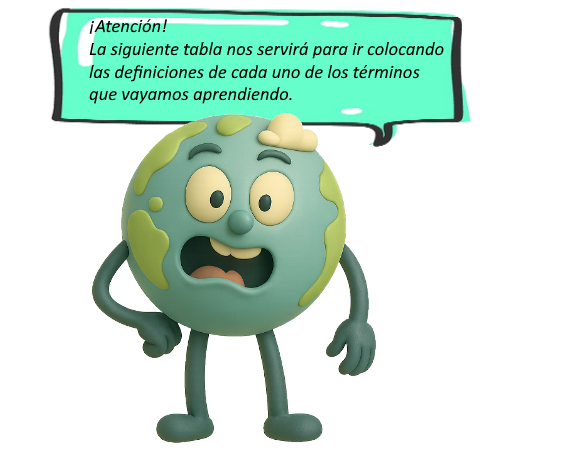 ¡Atención!
La siguiente tabla nos servirá para ir colocando
las definiciones de cada uno de los términos
que vayamos aprendiendo.